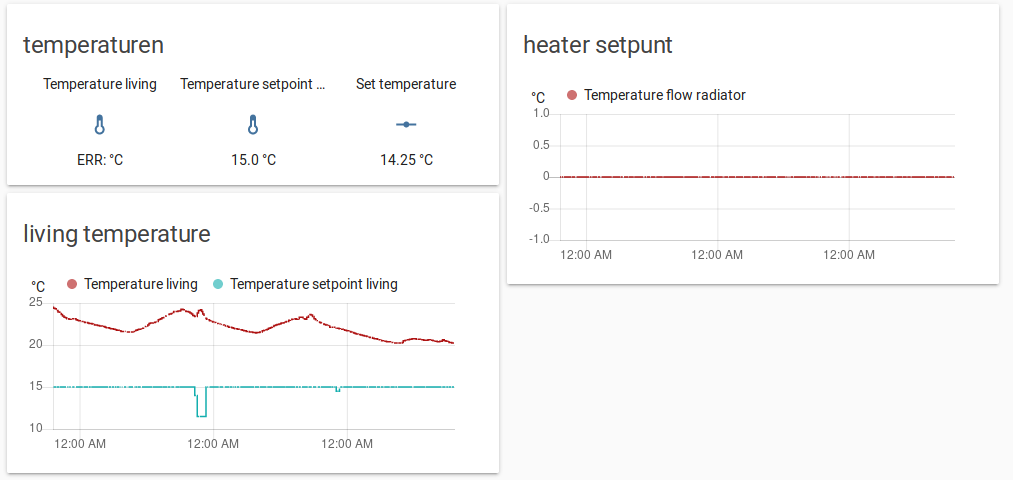 temperaturen
Temperature living Temperature setpoint ... Set temperature
ERR: °C 15.0 °C 14.25 °C
living temperature
°C Temperature living Temperature setpoint living
25
20
15
10
12:00 AM 12:00 AM 12:00 AM
heater setpunt
°C Temperature flow radiator
1.0
0.5
0
-0.5
-1.0
12:00 AM 12:00 AM 12:00 AM